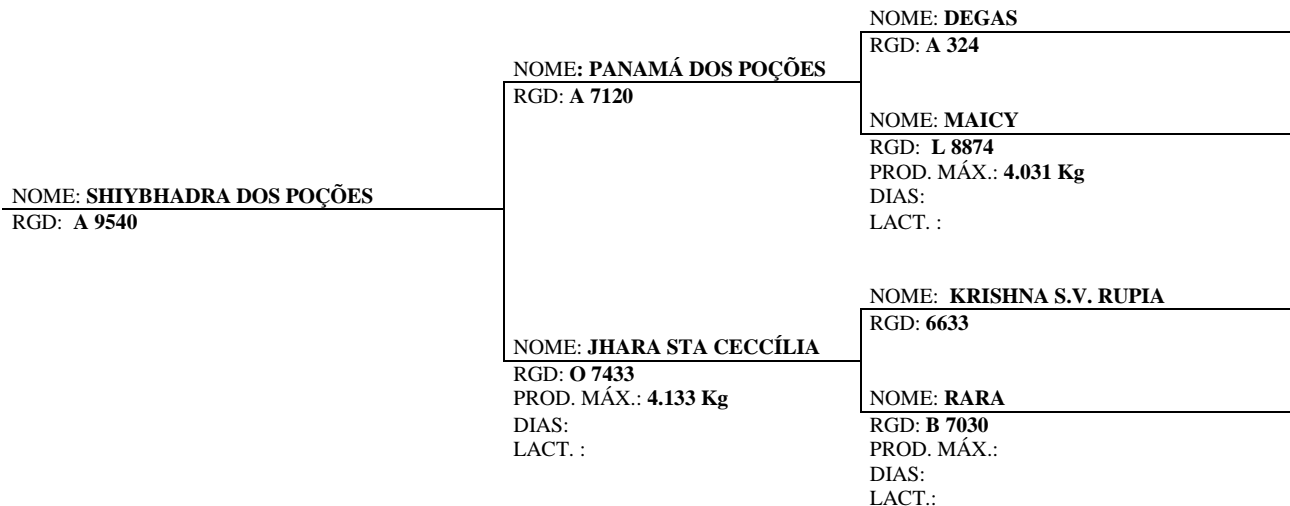 NOME: DEGAS
RGD: A 324
NOME: PANAMÁ DOS POÇÕES
RGD: A 7120
NOME: MAICY
RGD: L 8874
PROD. MÁX.: 4.031 Kg
DIAS:
LACT. :
NOME: SHIYBHADRA DOS POÇÕES
RGD: A 9540
NOME: KRISHNA S.V. RUPIA
RGD: 6633
NOME: JHARA STA CECCÍLIA
RGD: O 7433
PROD. MÁX.: 4.133 Kg
DIAS:
LACT. :
NOME: RARA
RGD: B 7030
PROD. MÁX.:
DIAS:
LACT.: